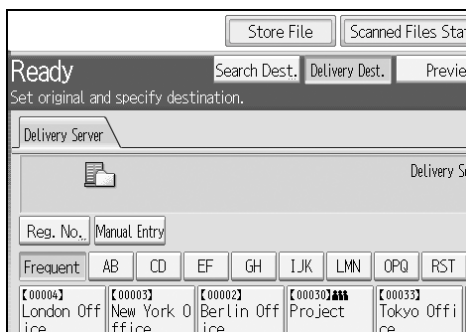 Store File Scanned Files Sta
Ready Search Dest. Delivery Dest. Previe
Set original and specify destination.
Delivery Server
Delivery S
Reg. No. Manual Entry
Frequent AB CD EF GH IJK LMN OPQ RST
[00004] [00003] [00002] [00030] [00033]
London Off New York O Berlin Off Project Tokyo Offi
ice ffice ice ce